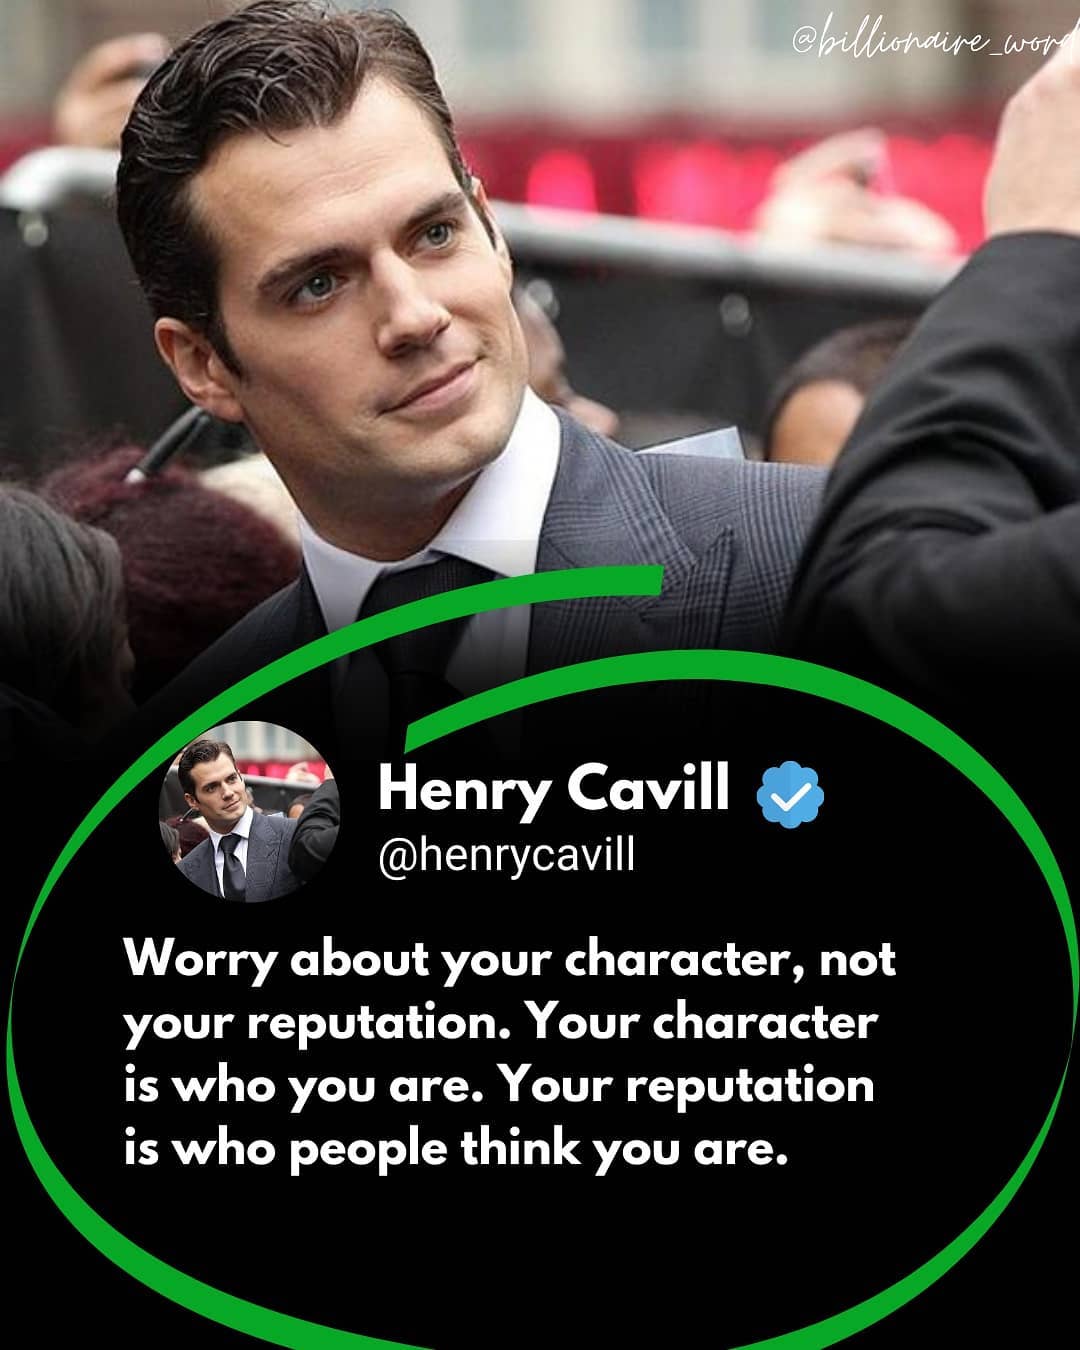 @billionaire_word
Henry Cavill
@henrycavill
Worry about your character, not
your reputation. Your character
is who you are. Your reputation
is who people think you are.